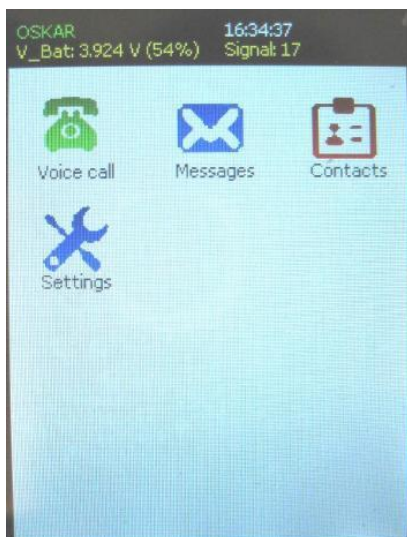 OSKAR 16:34:37
V_Bat: 3.924 V (54%) Signal: 17
Voice call Messages Contacts
Settings